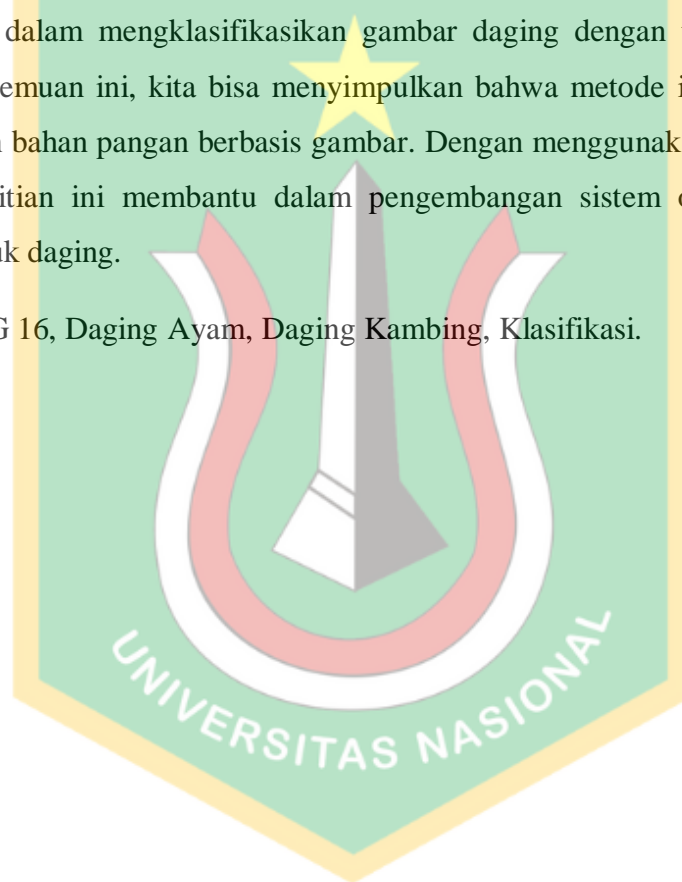 dalam mengklasifikasikan gambar daging dengan
emuan ini, kita bisa menyimpulkan bahwa metode i
bahan pangan berbasis gambar. Dengan menggunak
itian ini membantu dalam pengembangan sistem
uk daging.
G 16, Daging Ayam, Daging Kambing, Klasifikasi.
UNIVERSITAS NASIONAL